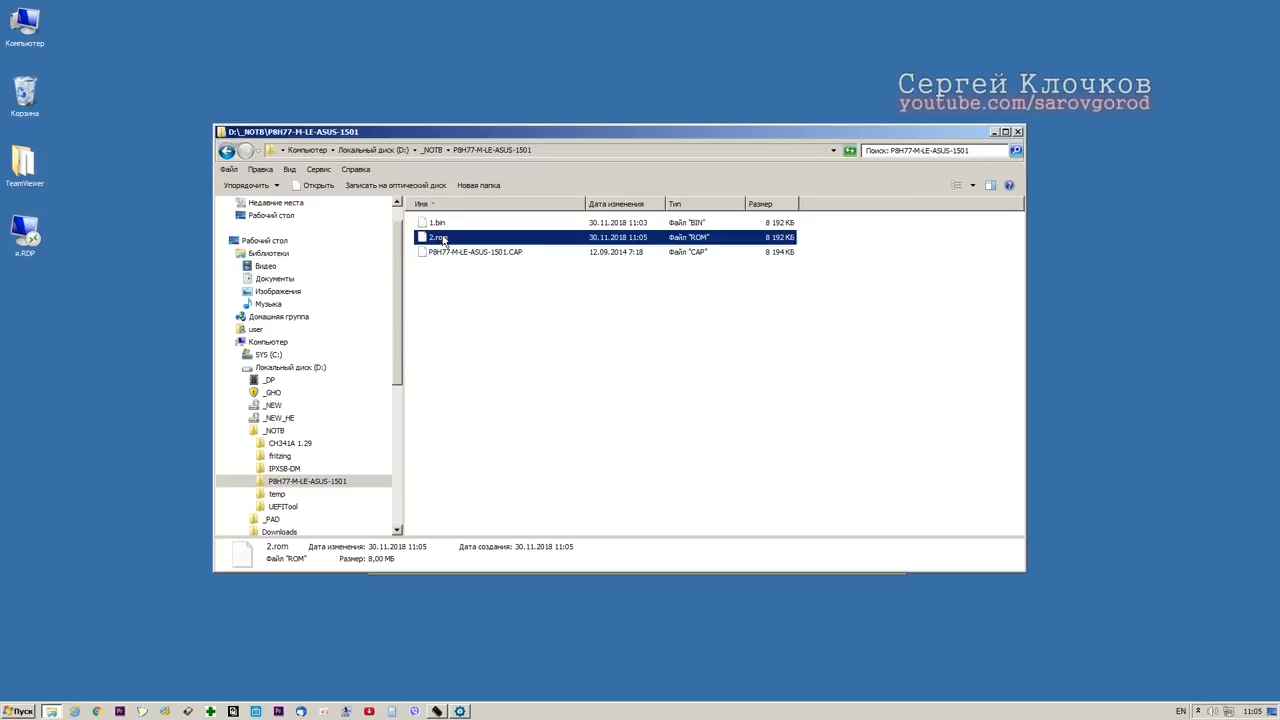 Компьютер
Корзина
TeamViewer
я.RDP
Сергей Клочков
youtube.com/sarovgorod
D:\_NOTB\P8H77-M-LE-ASUS-1501
Компьютер Локальный диск (D:) _NOTB P8H77-M-LE-ASUS-1501
Поиск: P8H77-M-LE-ASUS-1501
Файл Правка Вид Сервис Справка
Упорядочить Открыть Записать на оптический диск Новая папка
Недавние места
Рабочий стол
Рабочий стол
Библиотеки
Видео
Документы
Изображения
Музыка
Домашняя группа
user
Компьютер
SYS (C:)
Локальный диск (D:)
_DP
_GHO
_NEW
_NEW_HE
_NOTB
CH341A 1.29
fritzing
IPXSB-DM
P8H77-M-LE-ASUS-1501
temp
UEFITool
_PAD
Downloads
Имя Дата изменения Тип Размер
1.bin 30.11.2018 11:03 Файл "BIN" 8 192 КБ
2.rom 30.11.2018 11:05 Файл "ROM" 8 192 КБ
P8H77-M-LE-ASUS-1501.CAP 12.09.2014 7:18 Файл "CAP" 8 194 КБ
2.rom Дата изменения: 30.11.2018 11:05 Дата создания: 30.11.2018 11:05
Файл "ROM" Размер: 8,00 МБ
Пуск
EN
11:05